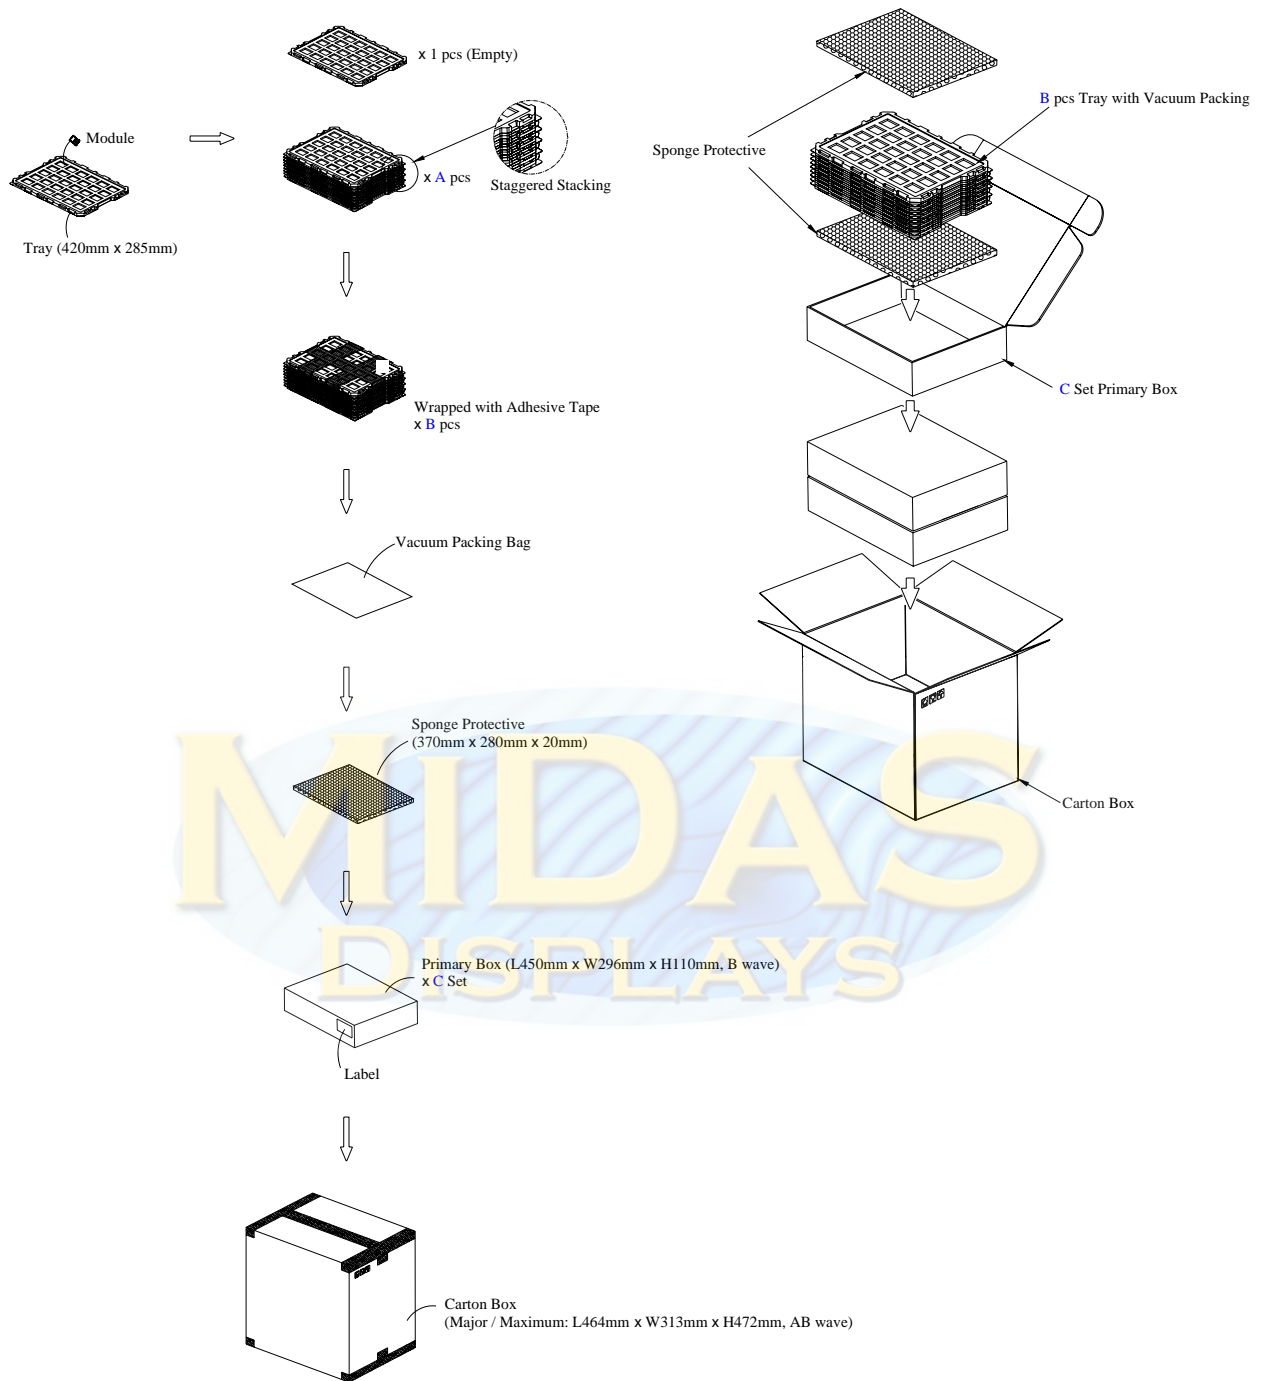 x 1 pcs (Empty)
Module
x A pcs
Staggered Stacking
Tray (420mm x 285mm)
Wrapped with Adhesive Tape
x B pcs
Vacuum Packing Bag
Sponge Protective
(370mm x 280mm x 20mm)
Primary Box (L450mm x W296mm x H110mm, B wave)
x C Set
Label
Carton Box
(Major / Maximum: L464mm x W313mm x H472mm, AB wave)
B pcs Tray with Vacuum Packing
Sponge Protective
C Set Primary Box
Carton Box
MIDAS
DISPLAYS